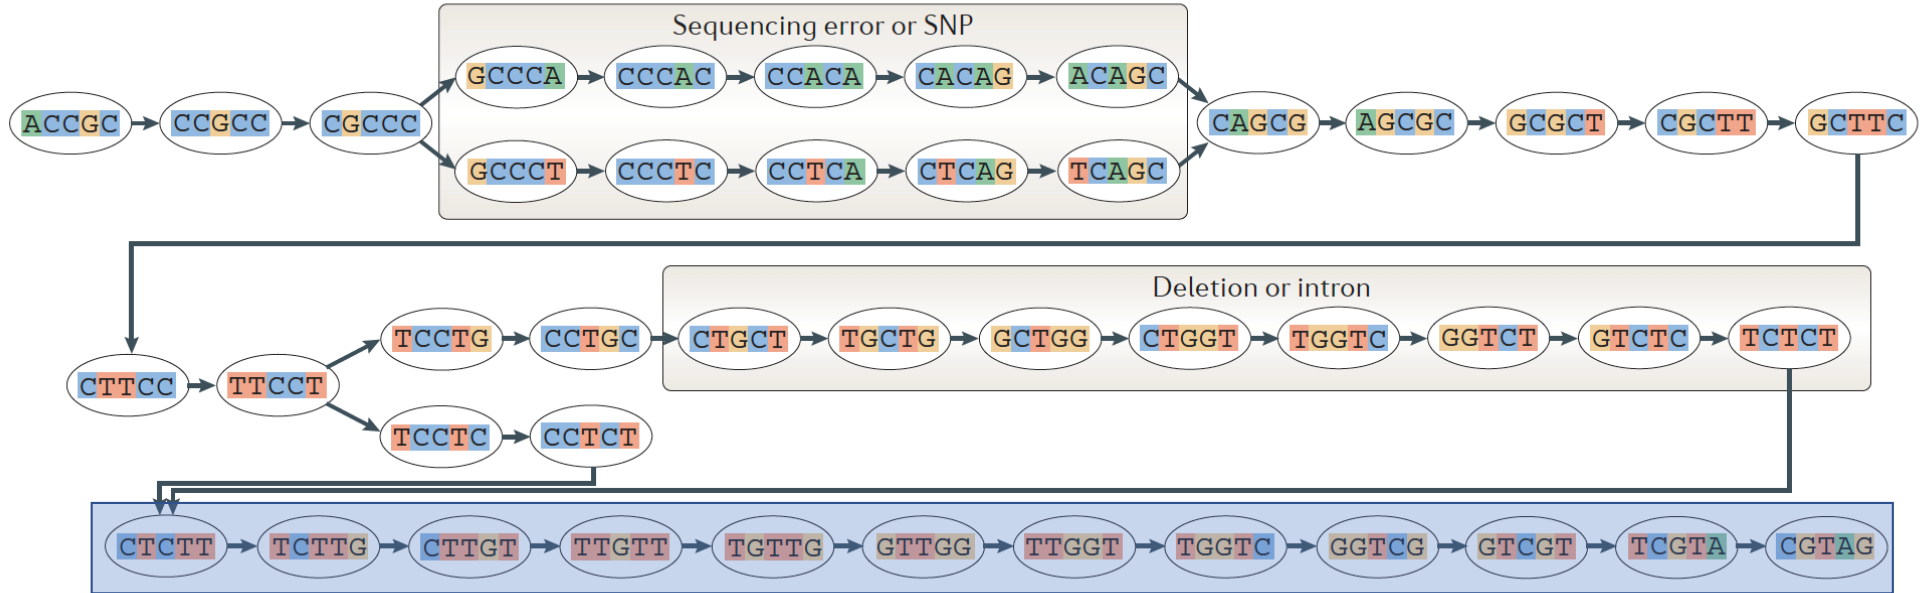 Sequencing error or SNP
GCCCA CCCAC CCACA CACAG ACAGC
ACCGC CCGCC CGCCC CAGCG AGCGC GCGCT CGCTT GCTTC
GCCCT CCCTC CCTCA CTCAG TCAGC
Deletion or intron
TCCTG CCTGC CTGCT TGCTG GCTGG CTGGT TGGTC GGTCT GTCTC TCTCT
CTTCC TTCCT
TCCTC CCTCT
CTCTT TCTTG CTTGT TTGTT TGTTG GTTGG TTGGT TGGTC GGTCG GTCGT TCGTA CGTAG